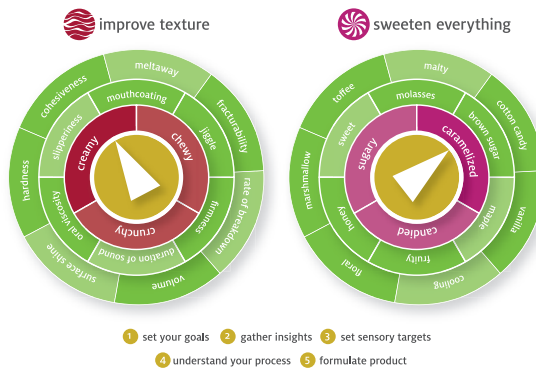 improve texture
meltaway
fracturability
rate of breakdown
volume
surface shine
hardness
cohesiveness
mouthcoating
jiggle
firmness
duration of sound
oral viscosity
slipperiness
creamy
chewy
crunchy
sweeten everything
malty
cotton candy
vanilla
cooling
floral
marshmallow
toffee
molasses
brown sugar
maple
fruity
honey
sweet
sugary
caramelized
candied
1 set your goals 2 gather insights 3 set sensory targets
4 understand your process 5 formulate product